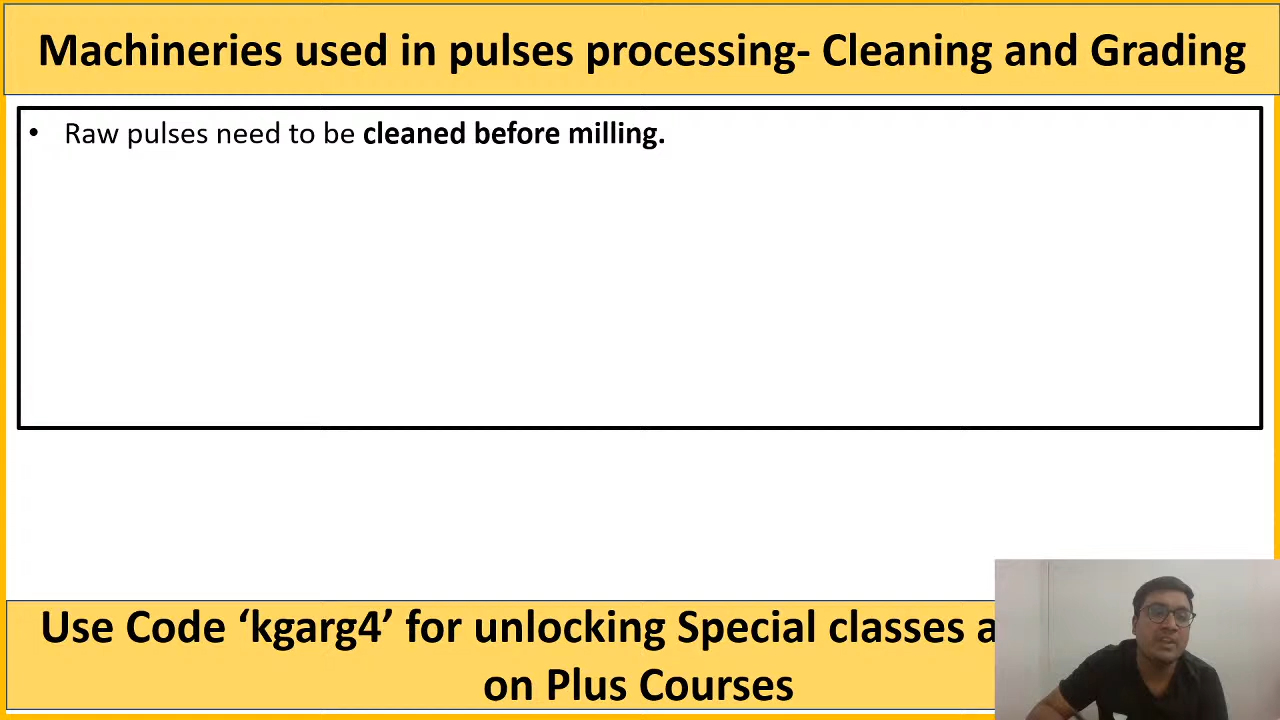 Machineries used in pulses processing- Cleaning and Grading
• Raw pulses need to be cleaned before milling.
Use Code ‘kgarg4’ for unlocking Special classes a
on Plus Courses